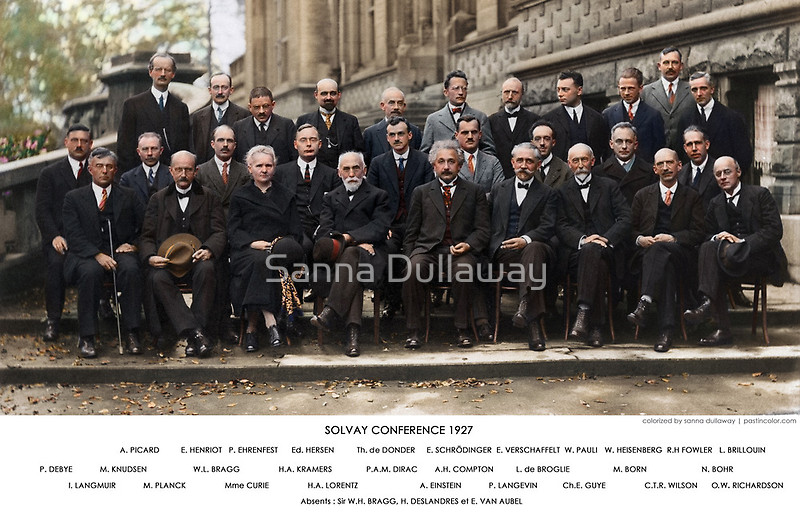 Sanna Dullaway
colorized by sanna dullaway | pastincolor.com
SOLVAY CONFERENCE 1927
A. PICARD E. HENRIOT P. EHRENFEST Ed. HERSEN Th. de DONDER E. SCHRÖDINGER E. VERSCHAFFELT W. PAULI W. HEISENBERG R.H FOWLER L. BRILLOUIN
P. DEBYE M. KNUDSEN W.L. BRAGG H.A. KRAMERS P.A.M. DIRAC A.H. COMPTON L. de BROGLIE M. BORN N. BOHR
I. LANGMUIR M. PLANCK Mme CURIE H.A. LORENTZ A. EINSTEIN P. LANGEVIN Ch.E. GUYE C.T.R. WILSON O.W. RICHARDSON
Absents : Sir W.H. BRAGG, H. DESLANDRES et E. VAN AUBEL